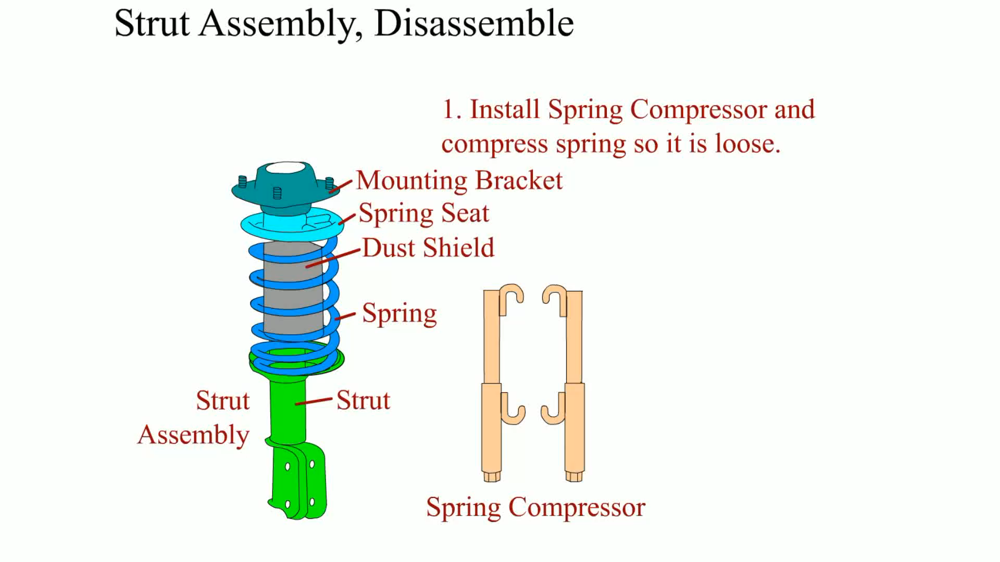 Strut Assembly, Disassemble
1. Install Spring Compressor and
compress spring so it is loose.
Mounting Bracket
Spring Seat
Dust Shield
Spring
Strut
Assembly
Strut
Spring Compressor